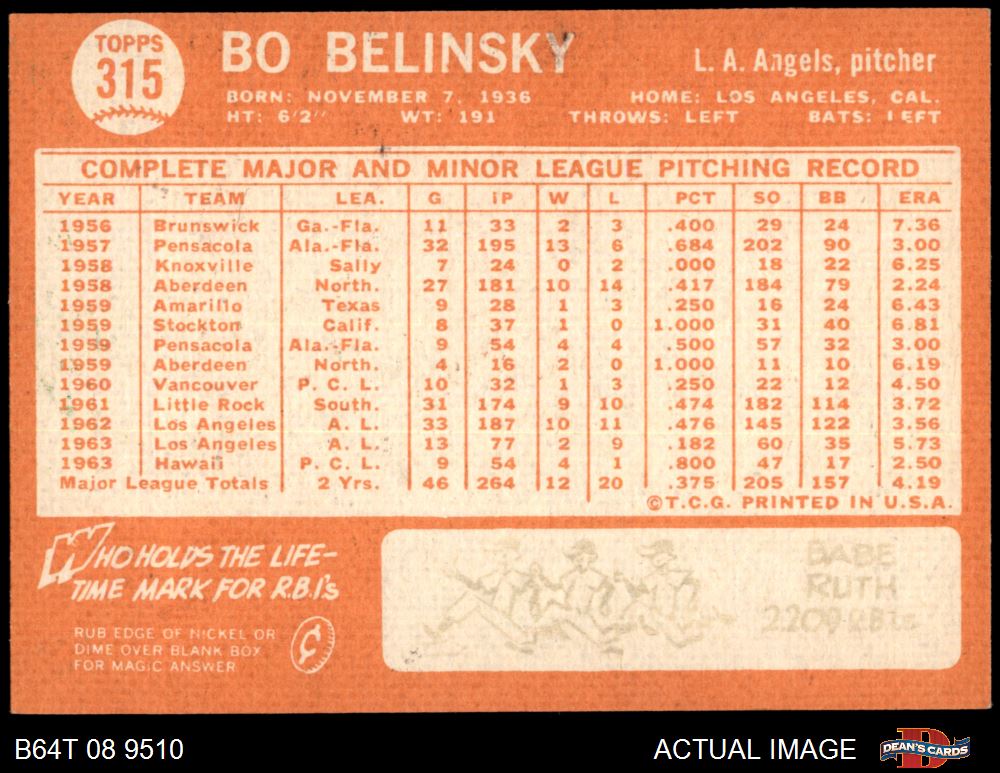 TOPPS
315
BO BELINSKY
L. A. Angels, pitcher
BORN: NOVEMBER 7, 1936
HOME: LOS ANGELES, CAL.
HT: 6'2"
WT: 191
THROWS: LEFT
BATS: LEFT
COMPLETE MAJOR AND MINOR LEAGUE PITCHING RECORD
YEAR TEAM LEA. G IP W L PCT SO BB ERA
1956 Brunswick Ga.-Fla. 11 33 2 3 .400 29 24 7.36
1957 Pensacola Ala.-Fla. 32 195 13 6 .684 202 90 3.00
1958 Knoxville Sally 7 24 0 2 .000 18 22 6.25
1958 Aberdeen North. 27 181 10 14 .417 184 79 2.24
1959 Amarillo Texas 9 28 1 3 .250 16 24 6.43
1959 Stockton Calif. 8 37 1 0 1.000 31 40 6.81
1959 Pensacola Ala.-Fla. 9 54 4 4 .500 57 32 3.00
1959 Aberdeen North. 4 16 2 0 1.000 11 10 6.19
1960 Vancouver P. C. L. 10 32 1 3 .250 22 12 4.50
1961 Little Rock South. 31 174 9 10 .474 182 114 3.72
1962 Los Angeles A. L. 33 187 10 11 .476 145 122 3.56
1963 Los Angeles A. L. 13 77 2 9 .182 60 35 5.73
1963 Hawaii P. C. L. 9 54 4 1 .800 47 17 2.50
Major League Totals 2 Yrs. 46 264 12 20 .375 205 157 4.19
©T.C.G. PRINTED IN U.S.A.
WHO HOLDS THE LIFE-
TIME MARK FOR R.B.I's
RUB EDGE OF NICKEL OR
DIME OVER BLANK BOX
FOR MAGIC ANSWER
BABE
RUTH
2209
B64T 08 9510
ACTUAL IMAGE
DEAN'S CARDS